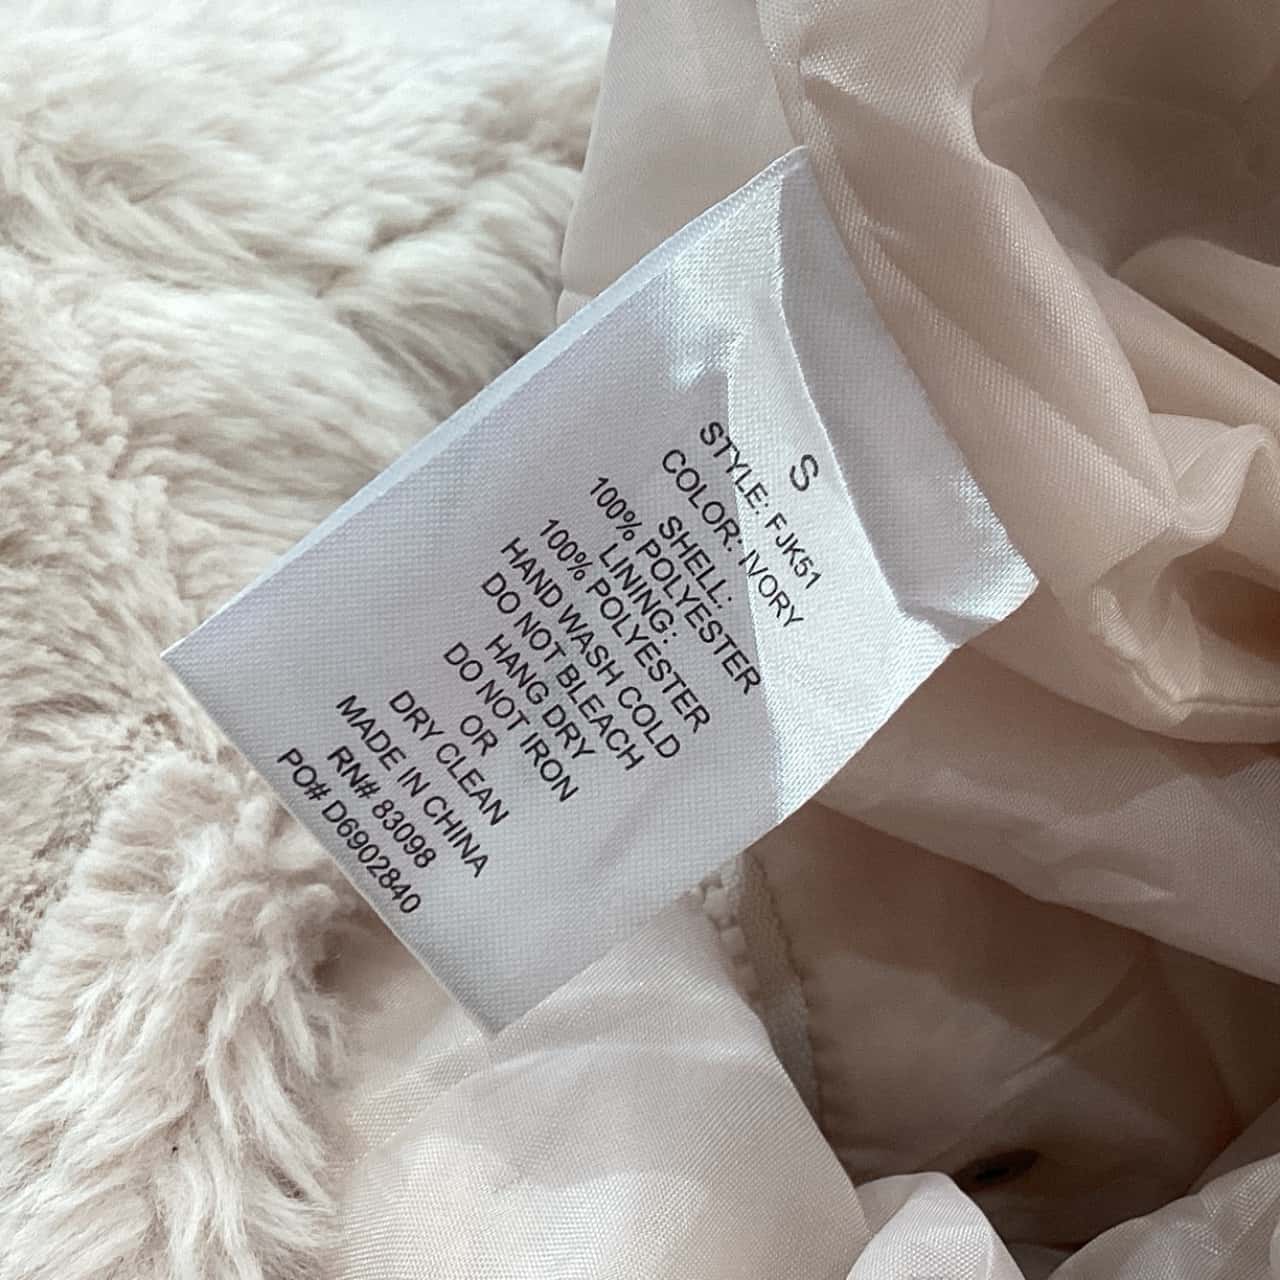 S
STYLE: FJK51
COLOR: IVORY
SHELL:
100% POLYESTER
LINING:
100% POLYESTER
HAND WASH COLD
DO NOT BLEACH
HANG DRY
DO NOT IRON
OR
DRY CLEAN
MADE IN CHINA
RN# 83098
PO# D6902840